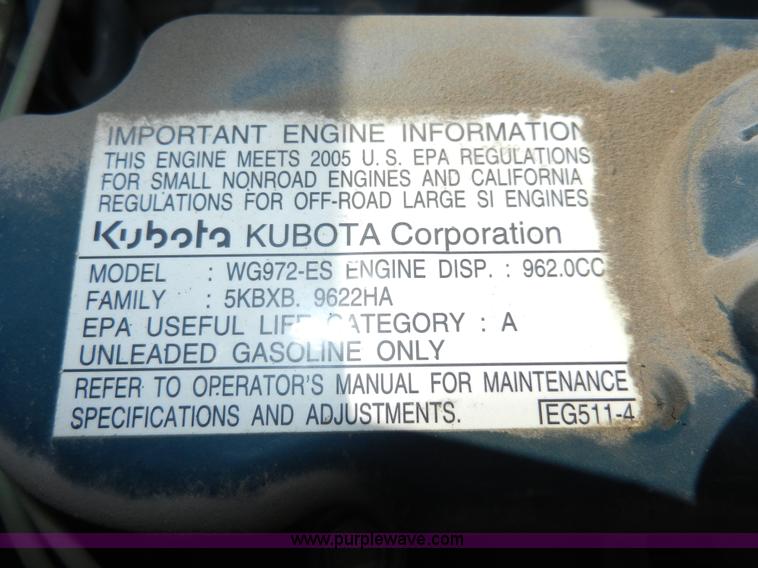 IMPORTANT ENGINE INFORMATION
THIS ENGINE MEETS 2005 U.S. EPA REGULATIONS
FOR SMALL NONROAD ENGINES AND CALIFORNIA
REGULATIONS FOR OFF-ROAD LARGE SI ENGINES
Kubota KUBOTA Corporation
MODEL : WG972-ES ENGINE DISP. : 962.0CC
FAMILY : 5KBXB. 9622HA
EPA USEFUL LIFE CATEGORY : A
UNLEADED GASOLINE ONLY
REFER TO OPERATOR'S MANUAL FOR MAINTENANCE
SPECIFICATIONS AND ADJUSTMENTS. EG511-4
www.purplewave.com